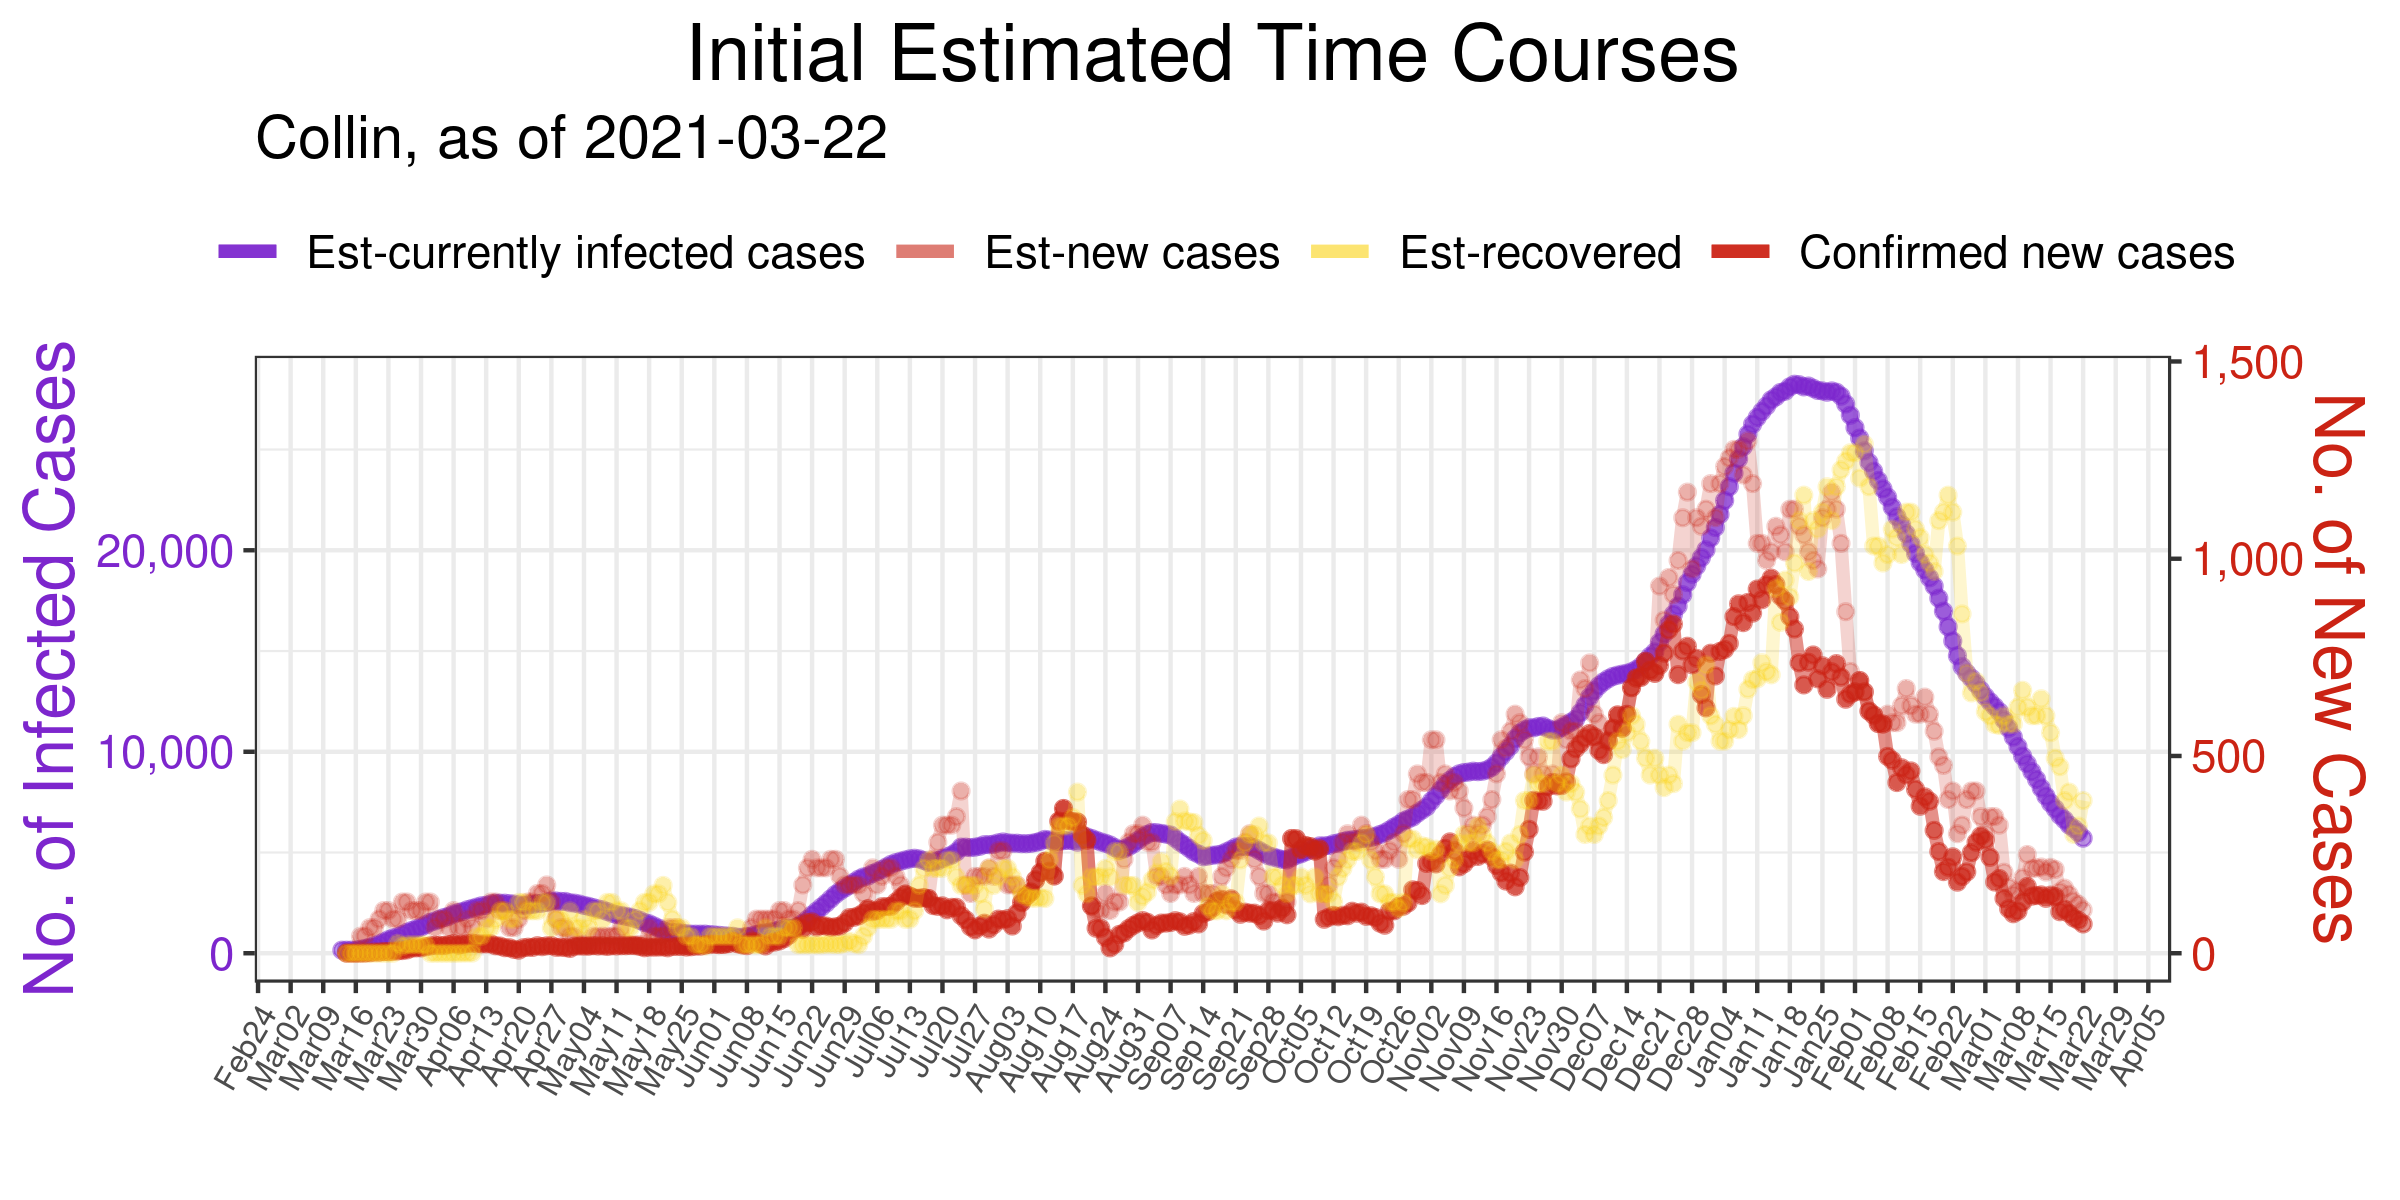 Initial Estimated Time Courses
Collin, as of 2021-03-22
Est-currently infected cases Est-new cases Est-recovered Confirmed new cases
No. of Infected Cases
20,000
10,000
0
1,500
1,000
500
0
No. of New Cases
Feb24 Mar02 Mar09 Mar16 Mar23 Mar30 Apr06 Apr13 Apr20 Apr27 May04 May11 May18 May25 Jun01 Jun08 Jun15 Jun22 Jun29 Jul06 Jul13 Jul20 Jul27 Aug03 Aug10 Aug17 Aug24 Aug31 Sep07 Sep14 Sep21 Sep28 Oct05 Oct12 Oct19 Oct26 Nov02 Nov09 Nov16 Nov23 Nov30 Dec07 Dec14 Dec21 Dec28 Jan04 Jan11 Jan18 Jan25 Feb01 Feb08 Feb15 Feb22 Mar01 Mar08 Mar15 Mar22 Mar29 Apr05